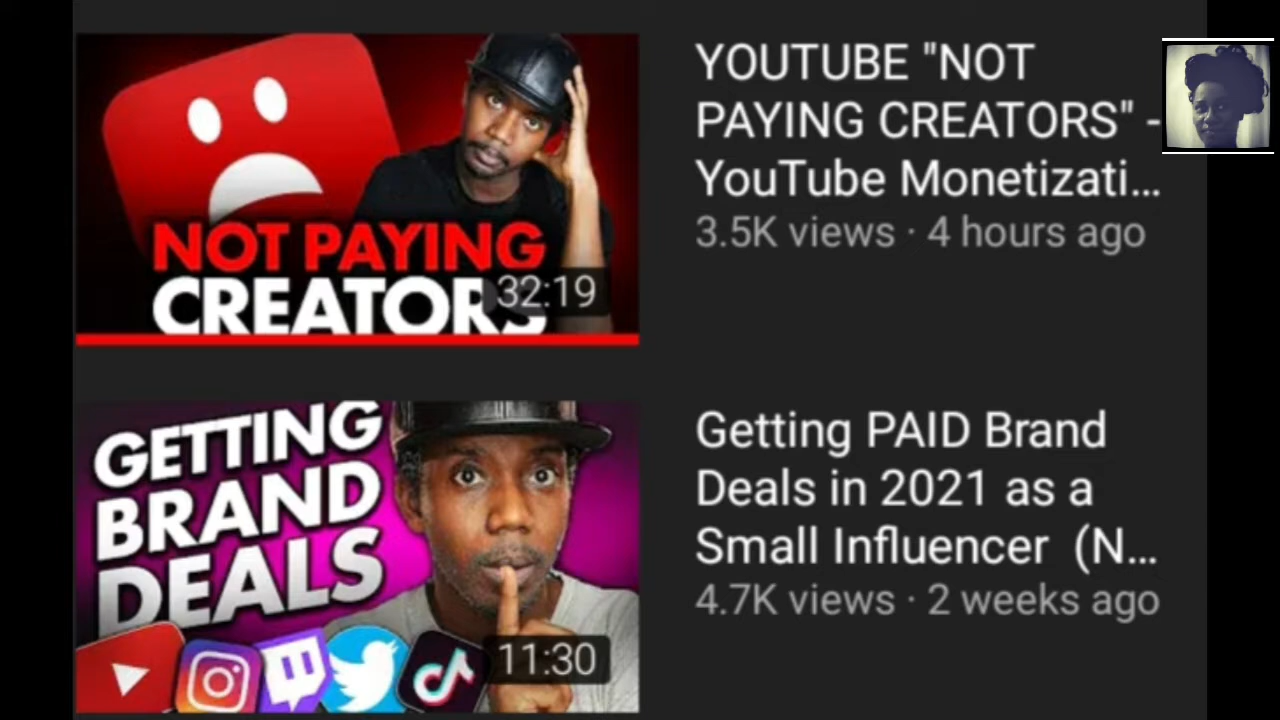 NOT PAYING
CREATORS
32:19
YOUTUBE "NOT
PAYING CREATORS" -
YouTube Monetizati...
3.5K views · 4 hours ago
GETTING
BRAND
DEALS
11:30
Getting PAID Brand
Deals in 2021 as a
Small Influencer (N...
4.7K views · 2 weeks ago